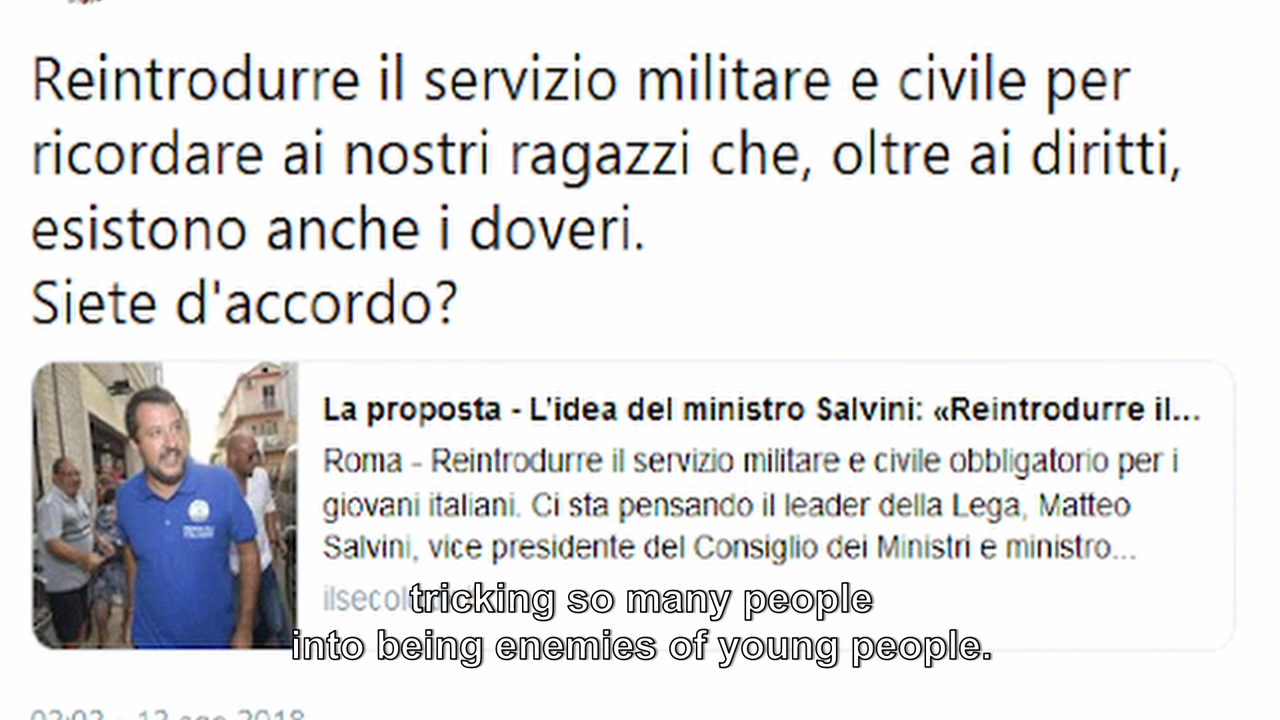 Reintrodurre il servizio militare e civile per
ricordare ai nostri ragazzi che, oltre ai diritti,
esistono anche i doveri.
Siete d'accordo?
La proposta - L'idea del ministro Salvini: «Reintrodurre il...
Roma - Reintrodurre il servizio militare e civile obbligatorio per i
giovani italiani. Ci sta pensando il leader della Lega, Matteo
Salvini, vice presidente del Consiglio dei Ministri e ministro...
tricking so many people
into being enemies of young people.
12 ago 2018